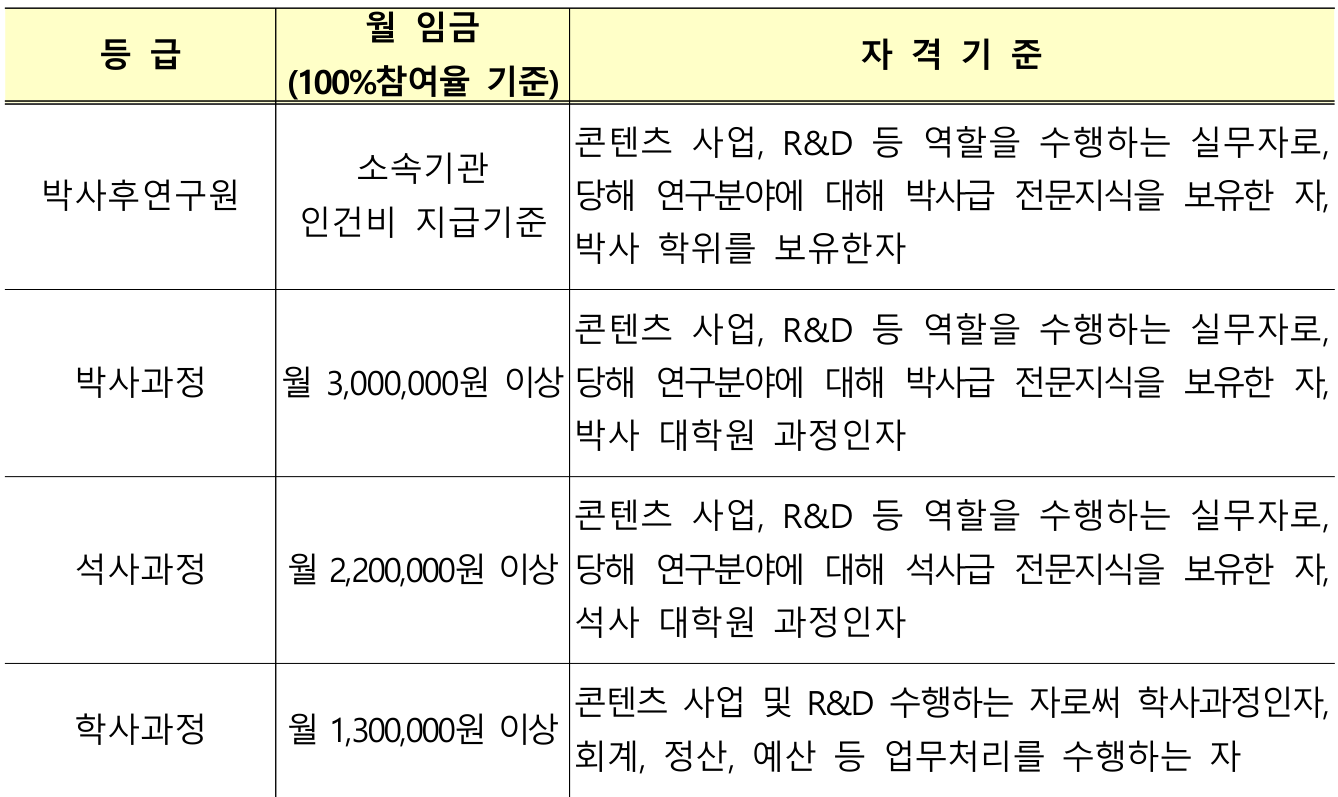 등 급
월 임금
(100%참여율 기준)
자 격 기 준
박사후연구원
소속기관
인건비 지급기준
콘텐츠 사업, R&D 등 역할을 수행하는 실무자로,
당해 연구분야에 대해 박사급 전문지식을 보유한 자,
박사 학위를 보유한자
박사과정
월 3,000,000원 이상
콘텐츠 사업, R&D 등 역할을 수행하는 실무자로,
당해 연구분야에 대해 박사급 전문지식을 보유한 자,
박사 대학원 과정인자
석사과정
월 2,200,000원 이상
콘텐츠 사업, R&D 등 역할을 수행하는 실무자로,
당해 연구분야에 대해 석사급 전문지식을 보유한 자,
석사 대학원 과정인자
학사과정
월 1,300,000원 이상
콘텐츠 사업 및 R&D 수행하는 자로써 학사과정인자,
회계, 정산, 예산 등 업무처리를 수행하는 자